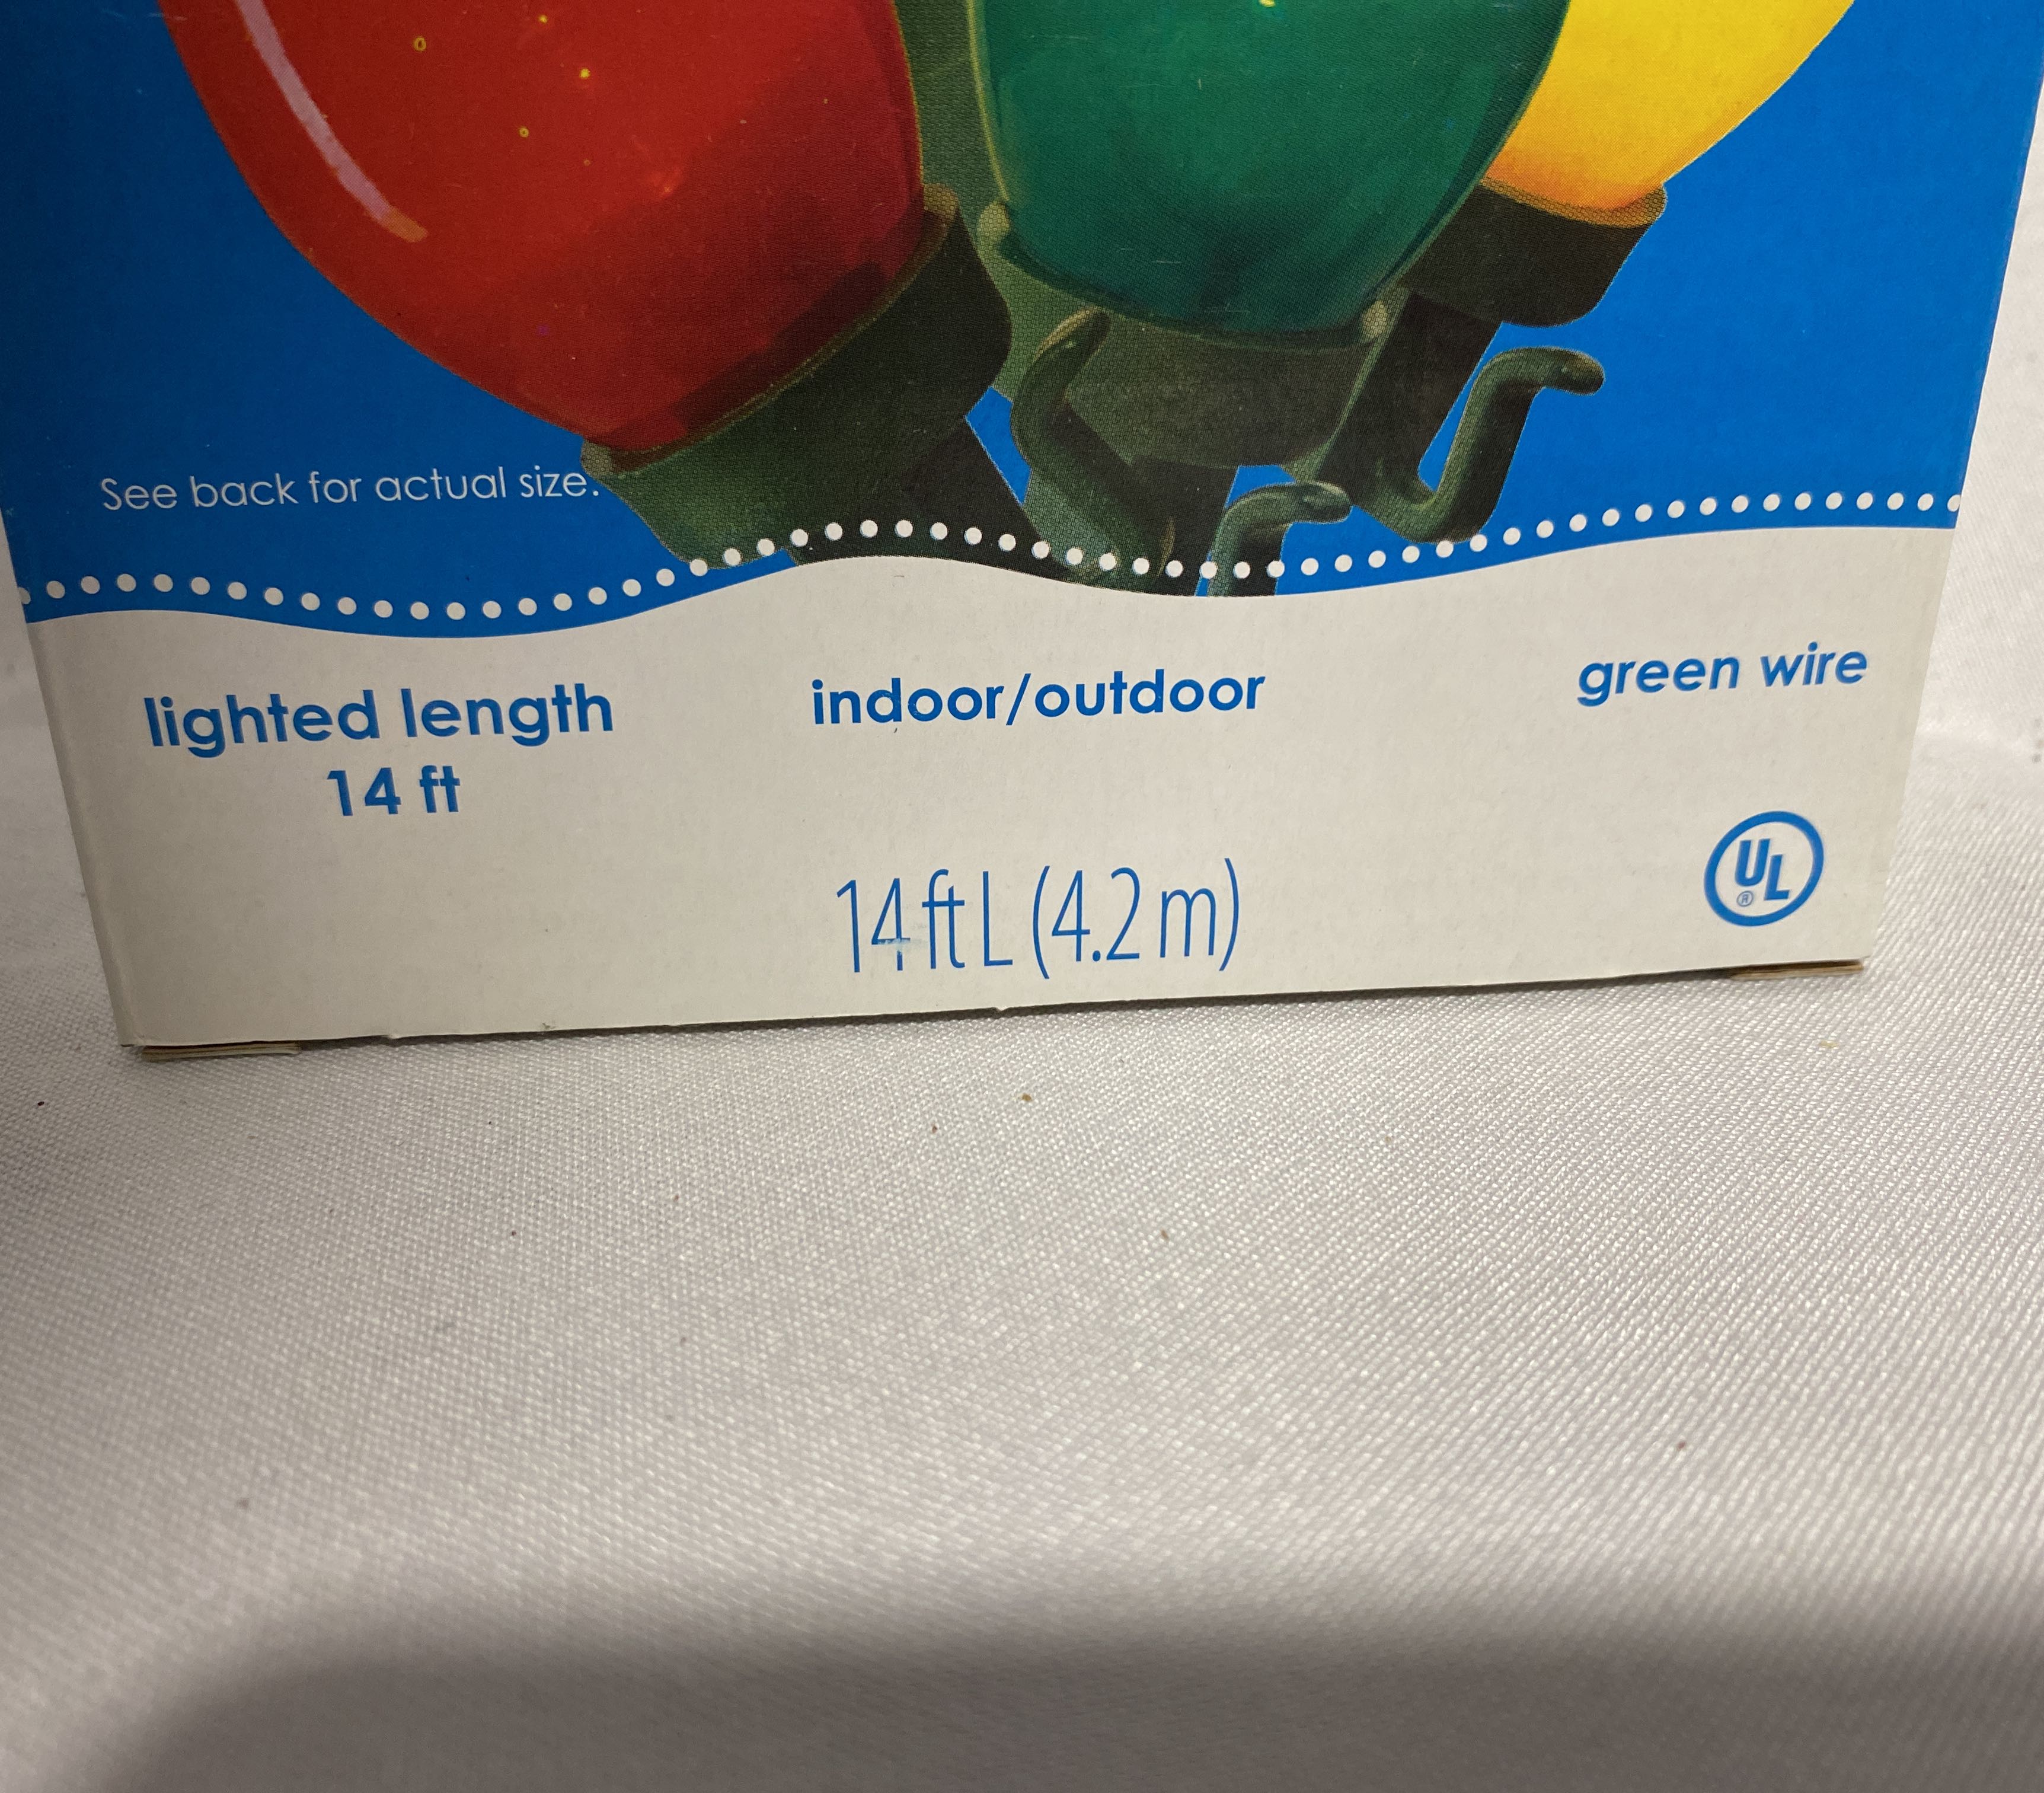 See back for actual size.
lighted length
14 ft
indoor/outdoor
green wire
14 ft L (4.2 m)
UL
®